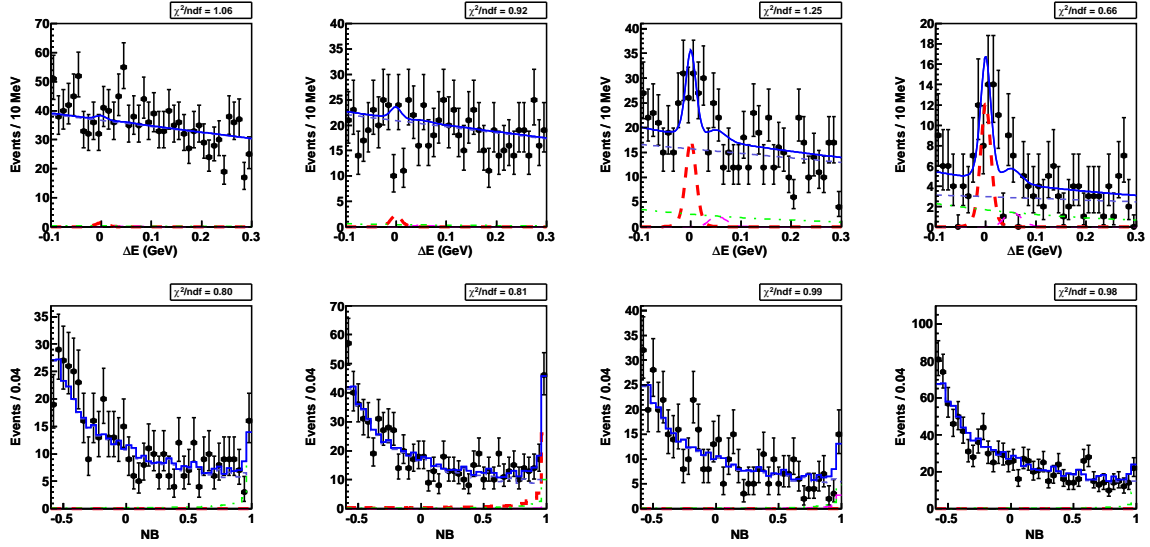 χ²/ndf = 1.06
Events / 10 MeV
70
60
50
40
30
20
10
0
-0.1 0 0.1 0.2 0.3
ΔE (GeV)
χ²/ndf = 0.92
Events / 10 MeV
40
35
30
25
20
15
10
5
0
-0.1 0 0.1 0.2 0.3
ΔE (GeV)
χ²/ndf = 1.25
Events / 10 MeV
40
35
30
25
20
15
10
5
0
-0.1 0 0.1 0.2 0.3
ΔE (GeV)
χ²/ndf = 0.66
Events / 10 MeV
20
18
16
14
12
10
8
6
4
2
0
-0.1 0 0.1 0.2 0.3
ΔE (GeV)
χ²/ndf = 0.80
Events / 0.04
35
30
25
20
15
10
5
0
-0.5 0 0.5 1
NB
χ²/ndf = 0.81
Events / 0.04
70
60
50
40
30
20
10
0
-0.5 0 0.5 1
NB
χ²/ndf = 0.99
Events / 0.04
40
35
30
25
20
15
10
5
0
-0.5 0 0.5 1
NB
χ²/ndf = 0.98
Events / 0.04
100
80
60
40
20
0
-0.5 0 0.5 1
NB